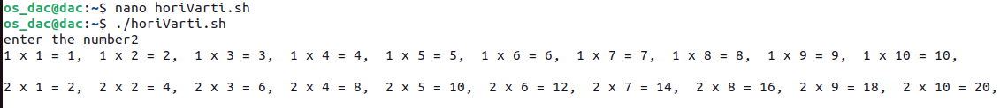 os_dac@dac:~$ nano horiVarti.sh
os_dac@dac:~$ ./horiVarti.sh
enter the number2
1 x 1 = 1,  1 x 2 = 2,  1 x 3 = 3,  1 x 4 = 4,  1 x 5 = 5,  1 x 6 = 6,  1 x 7 = 7,  1 x 8 = 8,  1 x 9 = 9,  1 x 10 = 10,
2 x 1 = 2,  2 x 2 = 4,  2 x 3 = 6,  2 x 4 = 8,  2 x 5 = 10,  2 x 6 = 12,  2 x 7 = 14,  2 x 8 = 16,  2 x 9 = 18,  2 x 10 = 20,